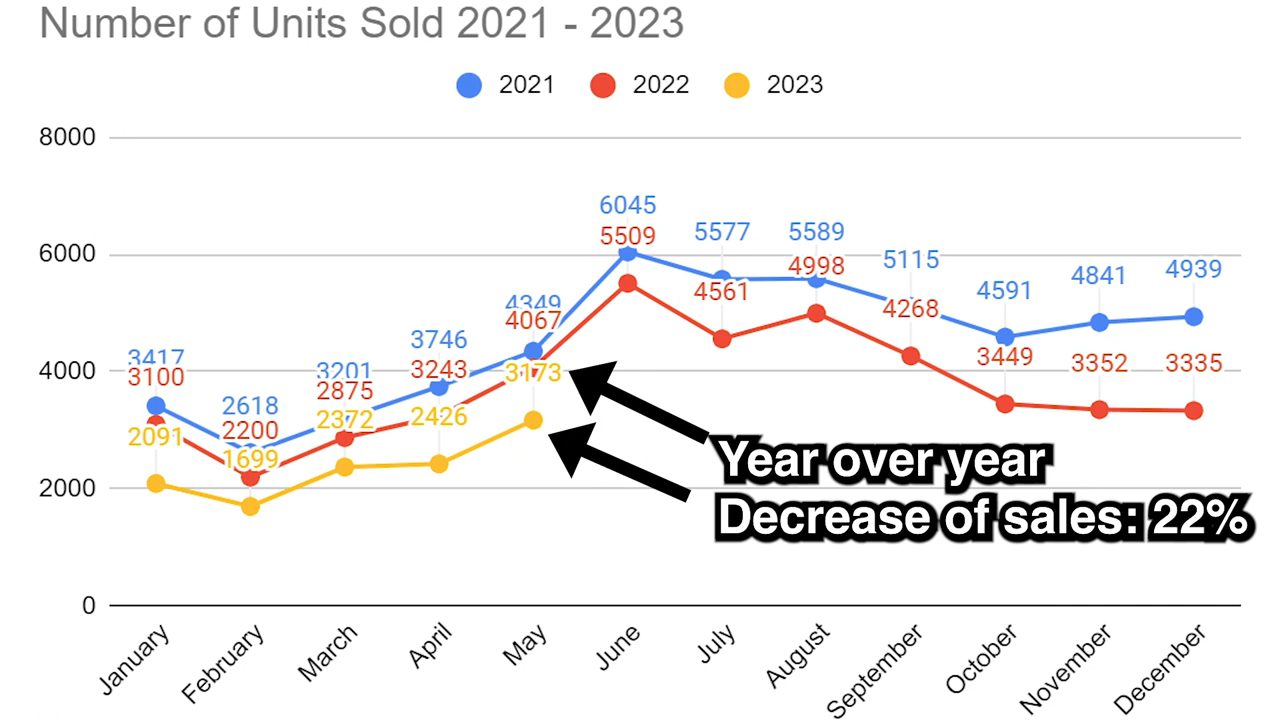 Number of Units Sold 2021 - 2023
2021 2022 2023
8000
6000
4000
2000
0
3417 2618 3201 3746 4349 6045 5577 5589 5115 4591 4841 4939
3100 2200 2875 3243 4067 5509 4561 4998 4268 3449 3352 3335
2091 1699 2372 2426 3173
Year over year
Decrease of sales: 22%
January February March April May June July August September October November December